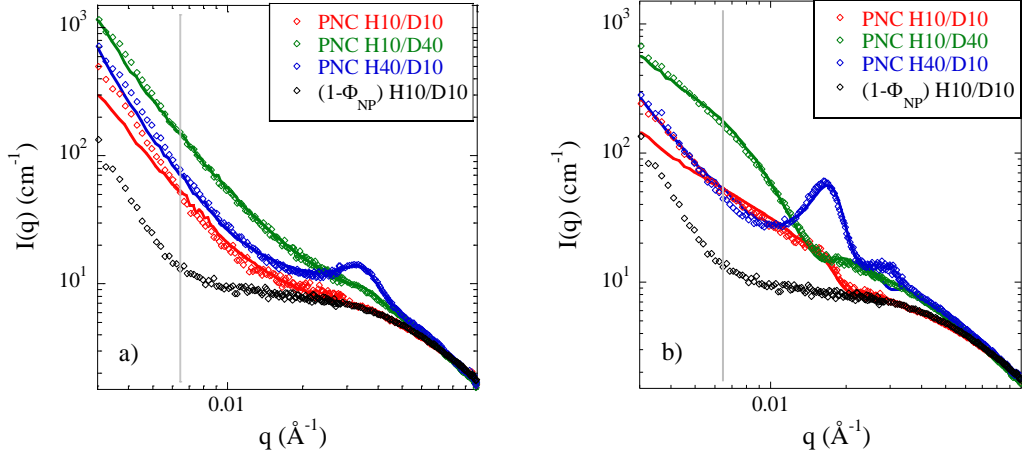 PNC H10/D10
PNC H10/D40
PNC H40/D10
(1-Φ_NP) H10/D10
10³
10²
10¹
I(q) (cm⁻¹)
a)
0.01
q (Å⁻¹)
PNC H10/D10
PNC H10/D40
PNC H40/D10
(1-Φ_NP) H10/D10
10³
10²
10¹
I(q) (cm⁻¹)
b)
0.01
q (Å⁻¹)